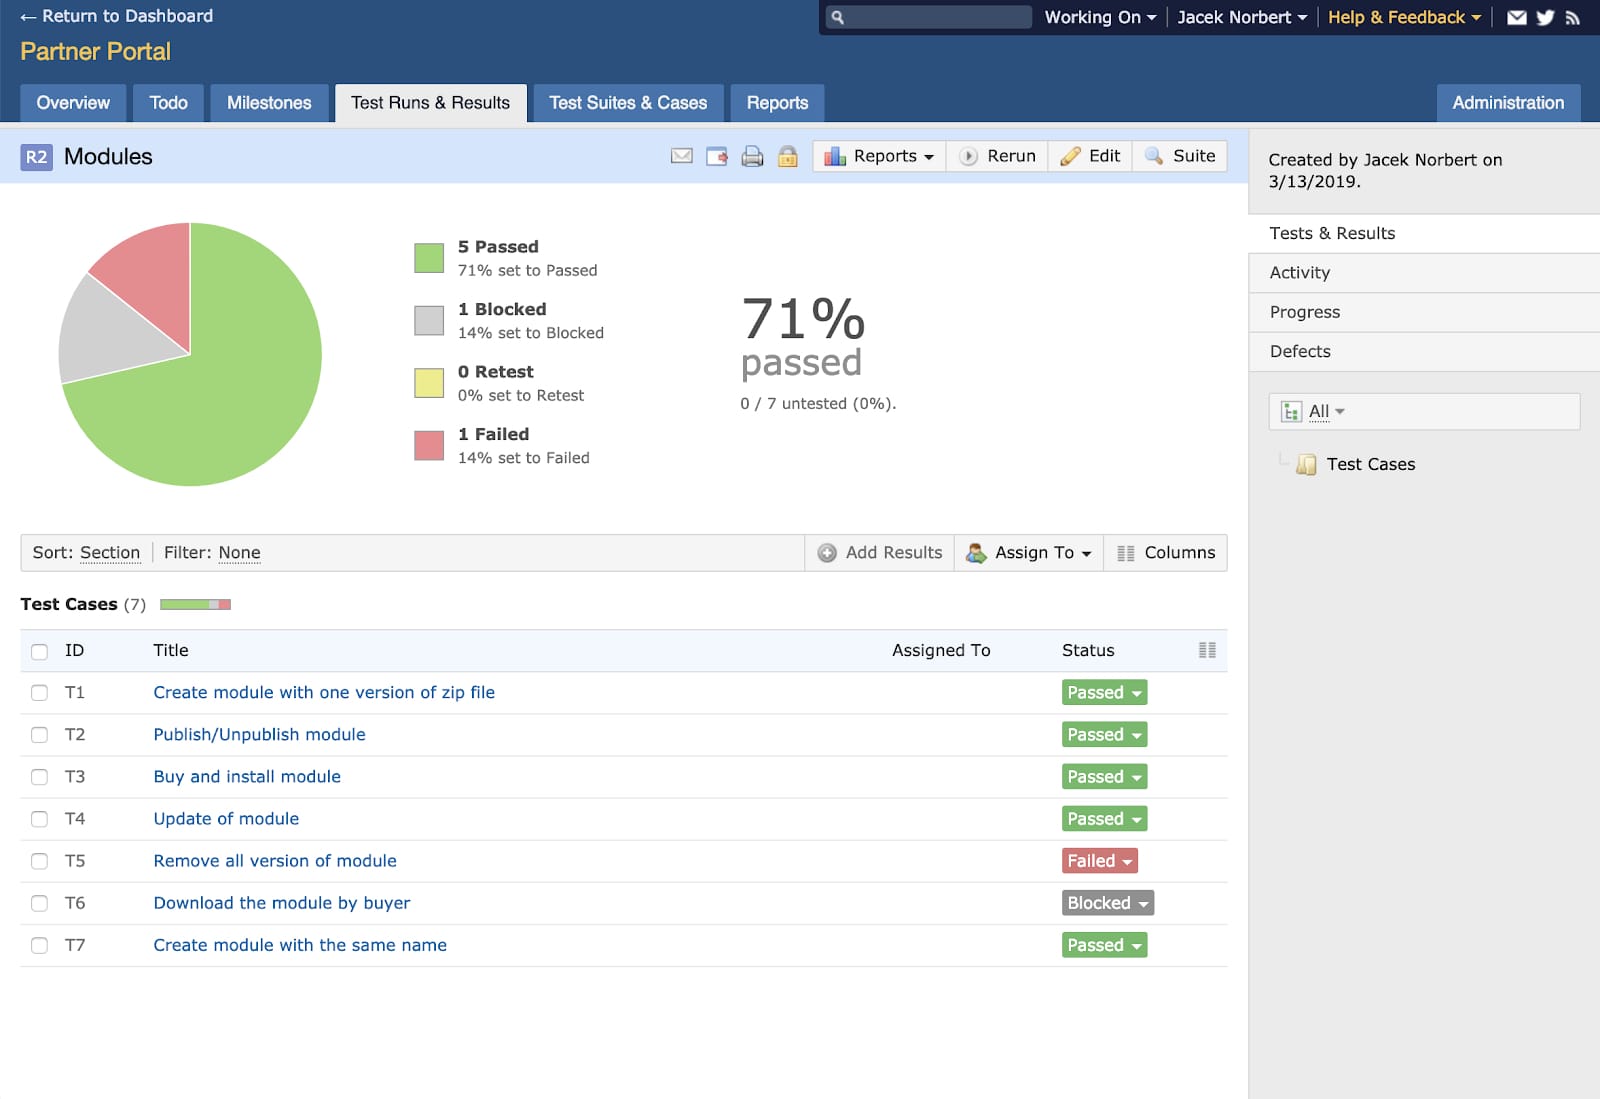 ← Return to Dashboard
Working On
Jacek Norbert
Help & Feedback
Partner Portal
Overview
Todo
Milestones
Test Runs & Results
Test Suites & Cases
Reports
Administration
R2 Modules
Reports
Rerun
Edit
Suite
Created by Jacek Norbert on
3/13/2019.
Tests & Results
Activity
Progress
Defects
All
Test Cases
5 Passed
71% set to Passed
1 Blocked
14% set to Blocked
0 Retest
0% set to Retest
1 Failed
14% set to Failed
71%
passed
0 / 7 untested (0%).
Sort: Section
Filter: None
Add Results
Assign To
Columns
Test Cases (7)
ID Title Assigned To Status
T1 Create module with one version of zip file Passed
T2 Publish/Unpublish module Passed
T3 Buy and install module Passed
T4 Update of module Passed
T5 Remove all version of module Failed
T6 Download the module by buyer Blocked
T7 Create module with the same name Passed